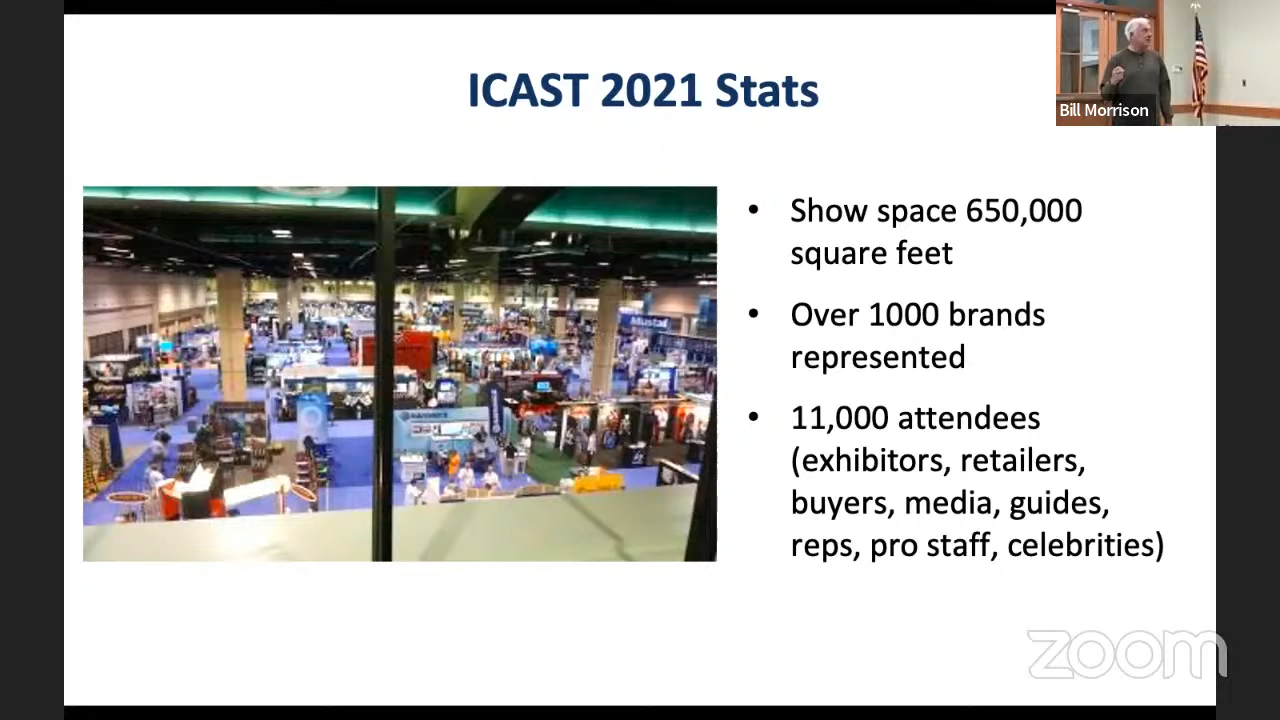 ICAST 2021 Stats
Bill Morrison
• Show space 650,000
square feet
• Over 1000 brands
represented
• 11,000 attendees
(exhibitors, retailers,
buyers, media, guides,
reps, pro staff, celebrities)
Mustad
zoom